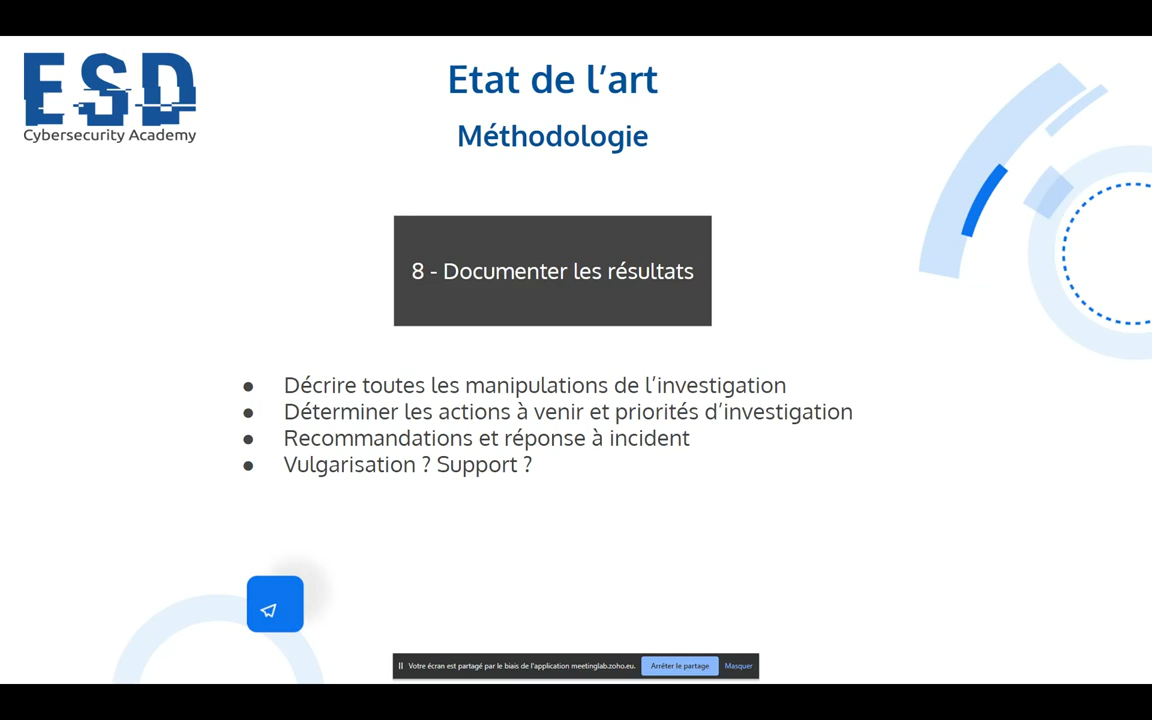 ESD
Cybersecurity Academy
Etat de l’art
Méthodologie
8 - Documenter les résultats
● Décrire toutes les manipulations de l’investigation
● Déterminer les actions à venir et priorités d’investigation
● Recommandations et réponse à incident
● Vulgarisation ? Support ?
Votre écran est partagé par le biais de l'application meetinglab.zoho.eu. Arrêter le partage Masquer